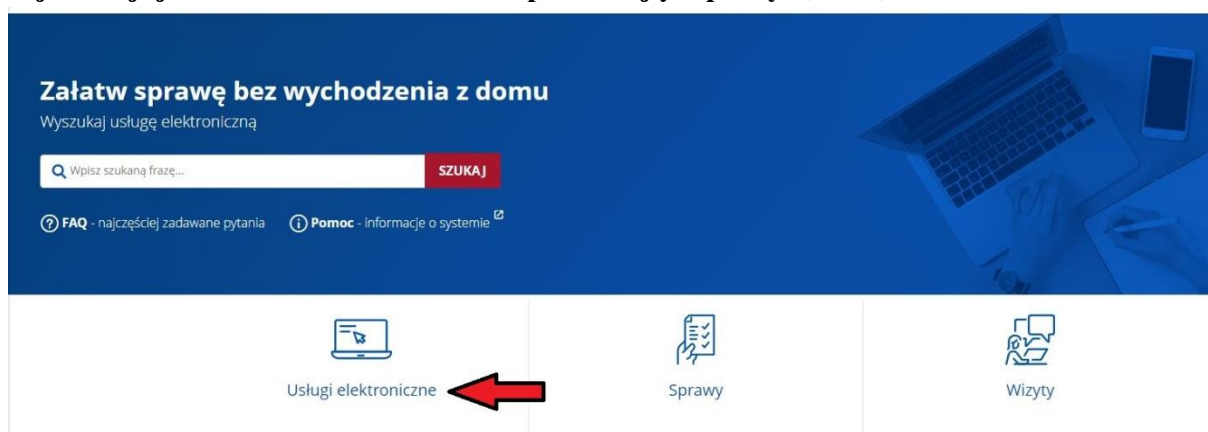 Załatw sprawę bez wychodzenia z domu
Wyszukaj usługę elektroniczną
Wpisz szukaną frazę... SZUKAJ
FAQ - najczęściej zadawane pytania Pomoc - informacje o systemie
Usługi elektroniczne Sprawy Wizyty